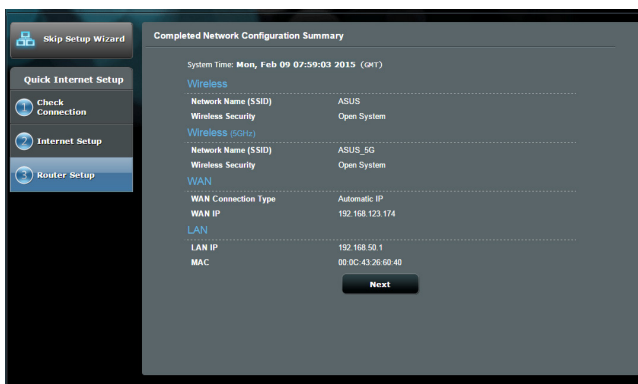 Skip Setup Wizard
Quick Internet Setup
1 Check
Connection
2 Internet Setup
3 Router Setup
Completed Network Configuration Summary
System Time: Mon, Feb 09 07:59:03 2015 (GMT)
Wireless
Network Name (SSID) ASUS
Wireless Security Open System
Wireless (5GHz)
Network Name (SSID) ASUS_5G
Wireless Security Open System
WAN
WAN Connection Type Automatic IP
WAN IP 192.168.123.174
LAN
LAN IP 192.168.50.1
MAC 00:0C:43:26:60:40
Next